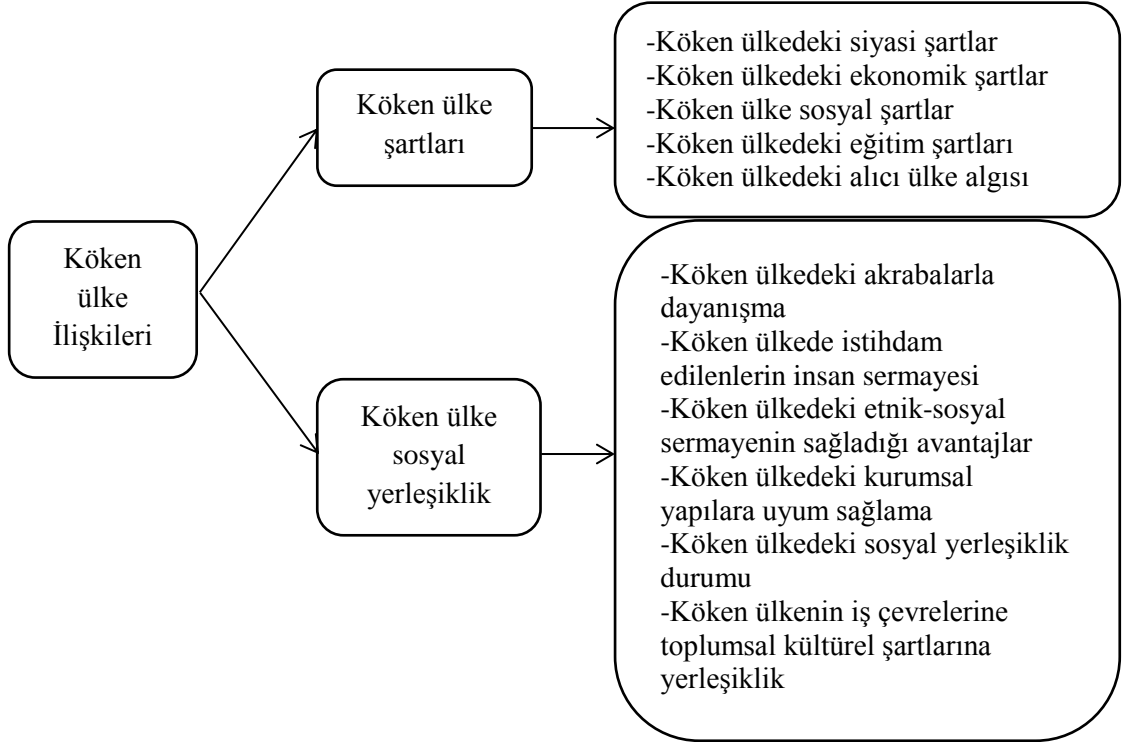 Köken
ülke
İlişkileri
Köken ülke
şartları
-Köken ülkedeki siyasi şartlar
-Köken ülkedeki ekonomik şartlar
-Köken ülke sosyal şartlar
-Köken ülkedeki eğitim şartları
-Köken ülkedeki alıcı ülke algısı
Köken ülke
sosyal
yerleşiklik
-Köken ülkedeki akrabalarla
dayanışma
-Köken ülkede istihdam
edilenlerin insan sermayesi
-Köken ülkedeki etnik-sosyal
sermayenin sağladığı avantajlar
-Köken ülkedeki kurumsal
yapılara uyum sağlama
-Köken ülkedeki sosyal yerleşiklik
durumu
-Köken ülkenin iş çevrelerine
toplumsal kültürel şartlarına
yerleşiklik